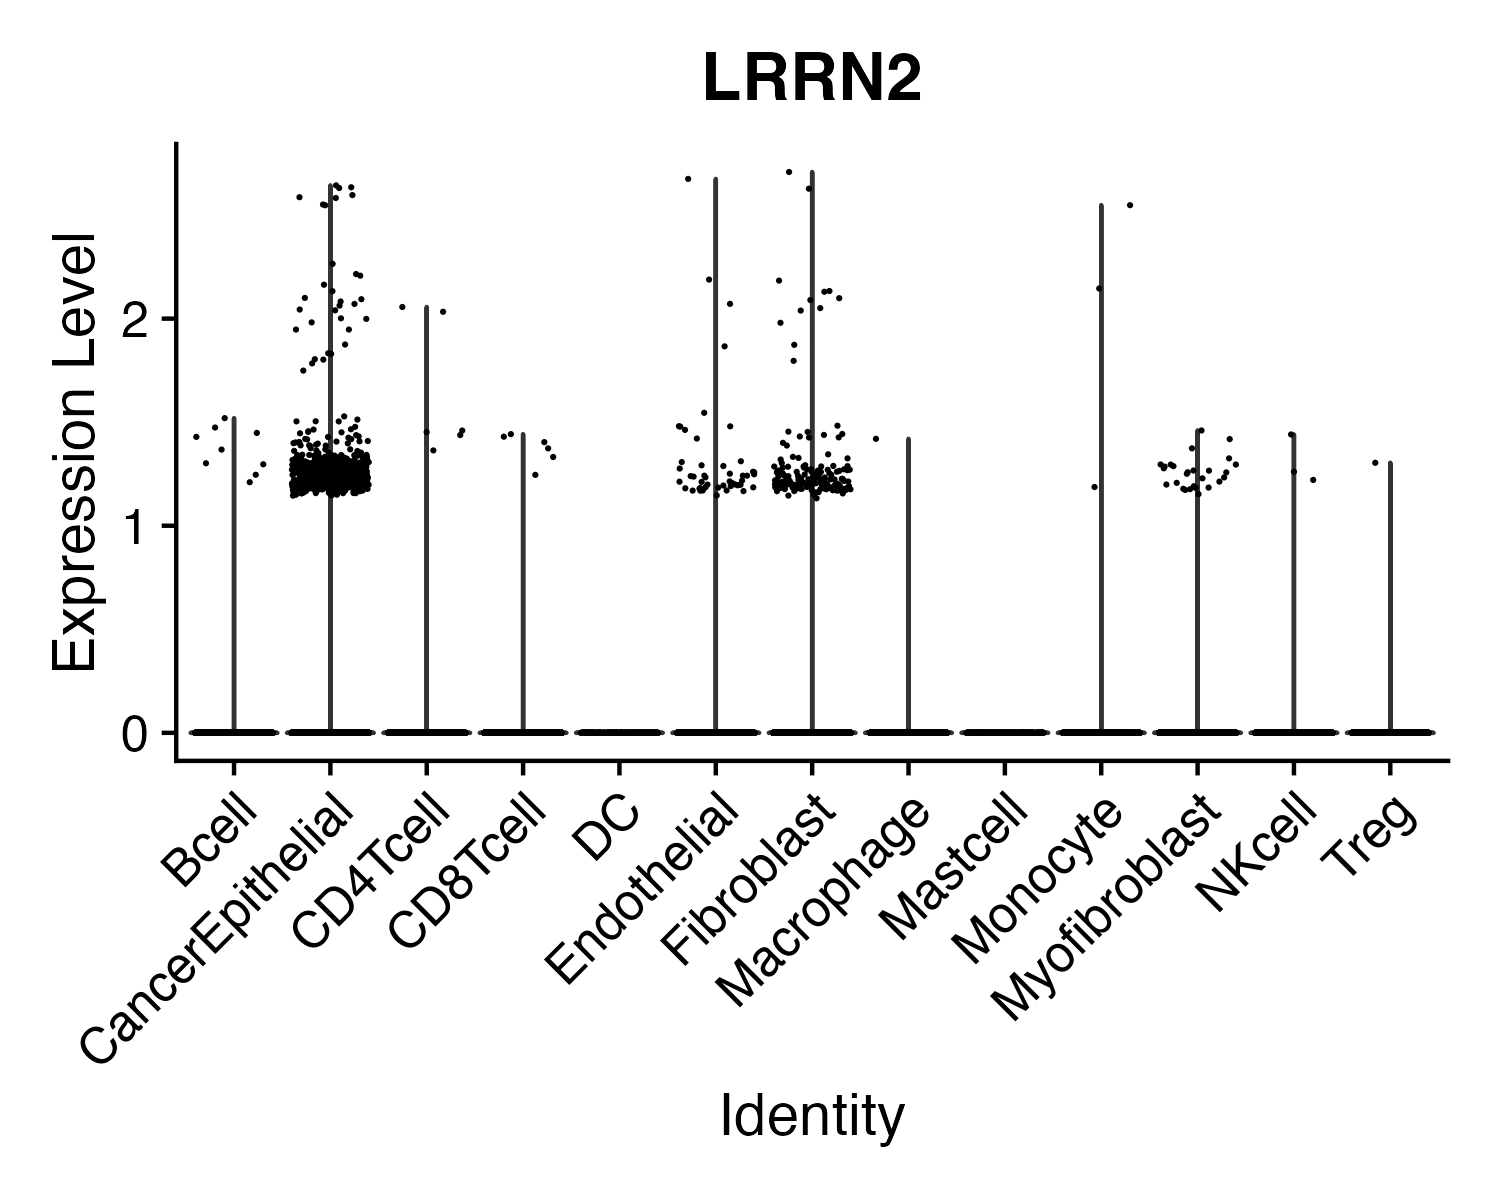 LRRN2
Expression Level
2
1
0
Bcell
CancerEpithelial
CD4Tcell
CD8Tcell
DC
Endothelial
Fibroblast
Macrophage
Mastcell
Monocyte
Myofibroblast
NKcell
Treg
Identity